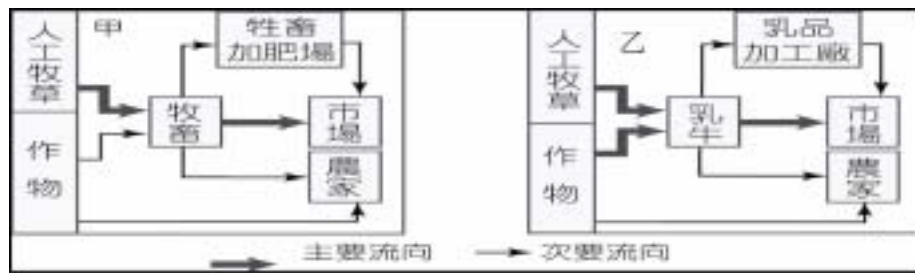 人工牧草
作物
甲
牲畜
加肥場
牧畜
市場
農家
人工牧草
作物
乙
乳品
加工廠
乳牛
市場
農家
主要流向
次要流向